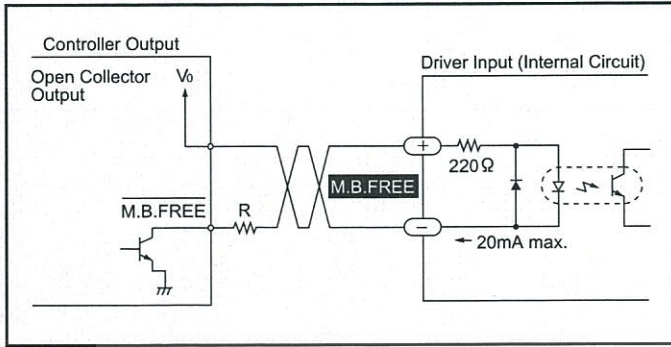 Controller Output
Open Collector
Output
V₀
Driver Input (Internal Circuit)
+
220Ω
M.B.FREE
M.B.FREE
R
−
20mA max.